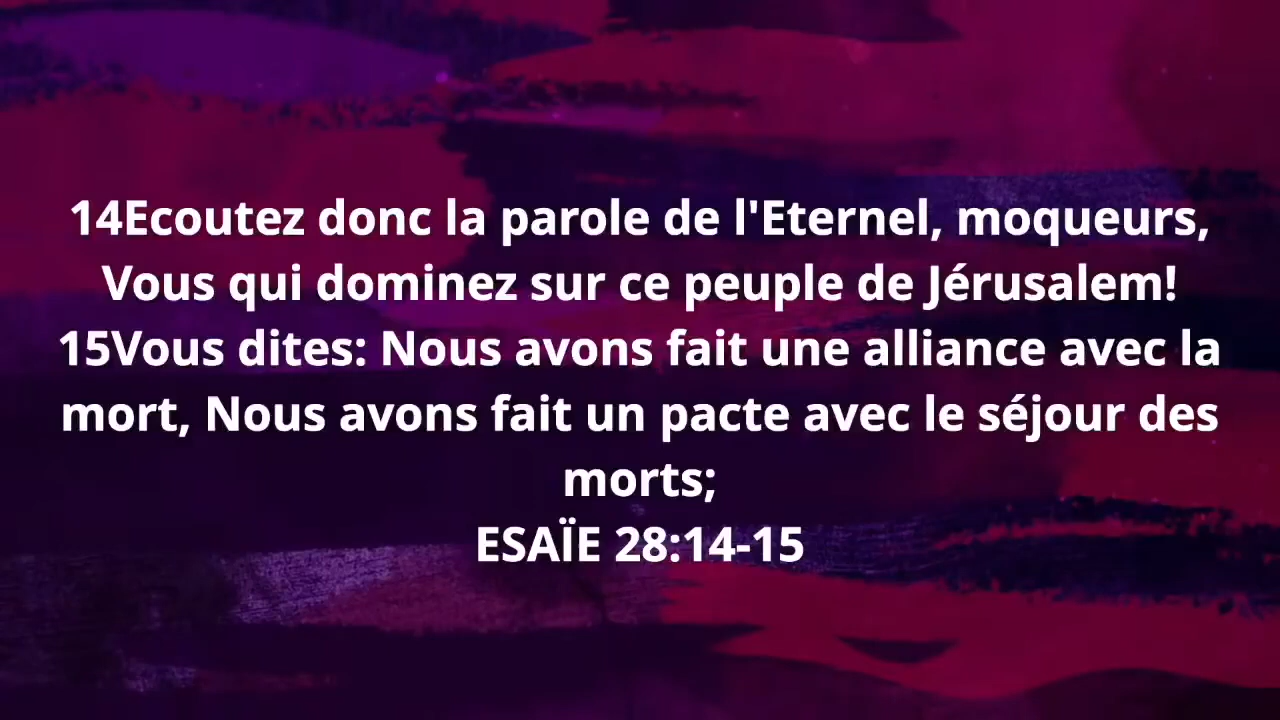 14Ecoutez donc la parole de l'Eternel, moqueurs,
Vous qui dominez sur ce peuple de Jérusalem!
15Vous dites: Nous avons fait une alliance avec la
mort, Nous avons fait un pacte avec le séjour des
morts;
ESAÏE 28:14-15